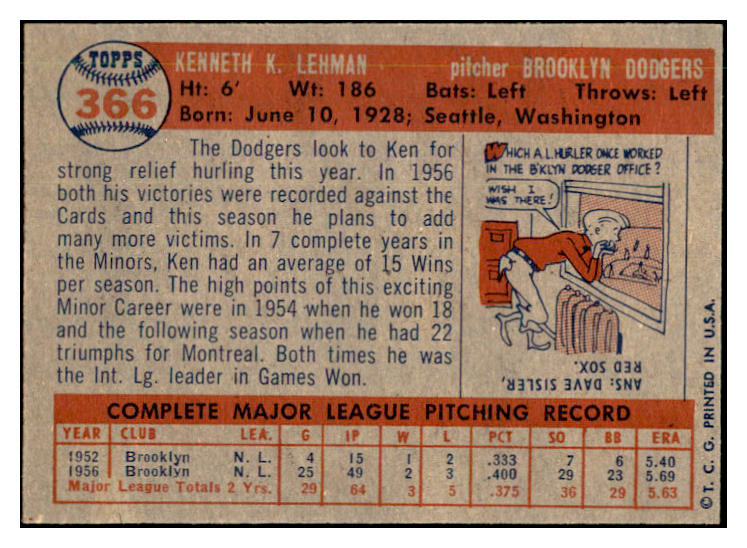 TOPPS
366
KENNETH K. LEHMAN pitcher BROOKLYN DODGERS
Ht: 6' Wt: 186 Bats: Left Throws: Left
Born: June 10, 1928; Seattle, Washington
The Dodgers look to Ken for
strong relief hurling this year. In 1956
both his victories were recorded against the
Cards and this season he plans to add
many more victims. In 7 complete years in
the Minors, Ken had an average of 15 Wins
per season. The high points of this exciting
Minor Career were in 1954 when he won 18
and the following season when he had 22
triumphs for Montreal. Both times he was
the Int. Lg. leader in Games Won.
WHICH A.L. HURLER ONCE WORKED
IN THE B'KLYN DODGER OFFICE?
WISH I
WAS THERE!
ANS: DAVE SISLER,
RED SOX.
COMPLETE MAJOR LEAGUE PITCHING RECORD
YEAR CLUB LEA. G IP W L PCT SO BB ERA
1952 Brooklyn N. L. 4 15 1 2 .333 7 6 5.40
1956 Brooklyn N. L. 25 49 2 3 .400 29 23 5.69
Major League Totals 2 Yrs. 29 64 3 5 .375 36 29 5.63
© T. C. G. PRINTED IN U.S.A.